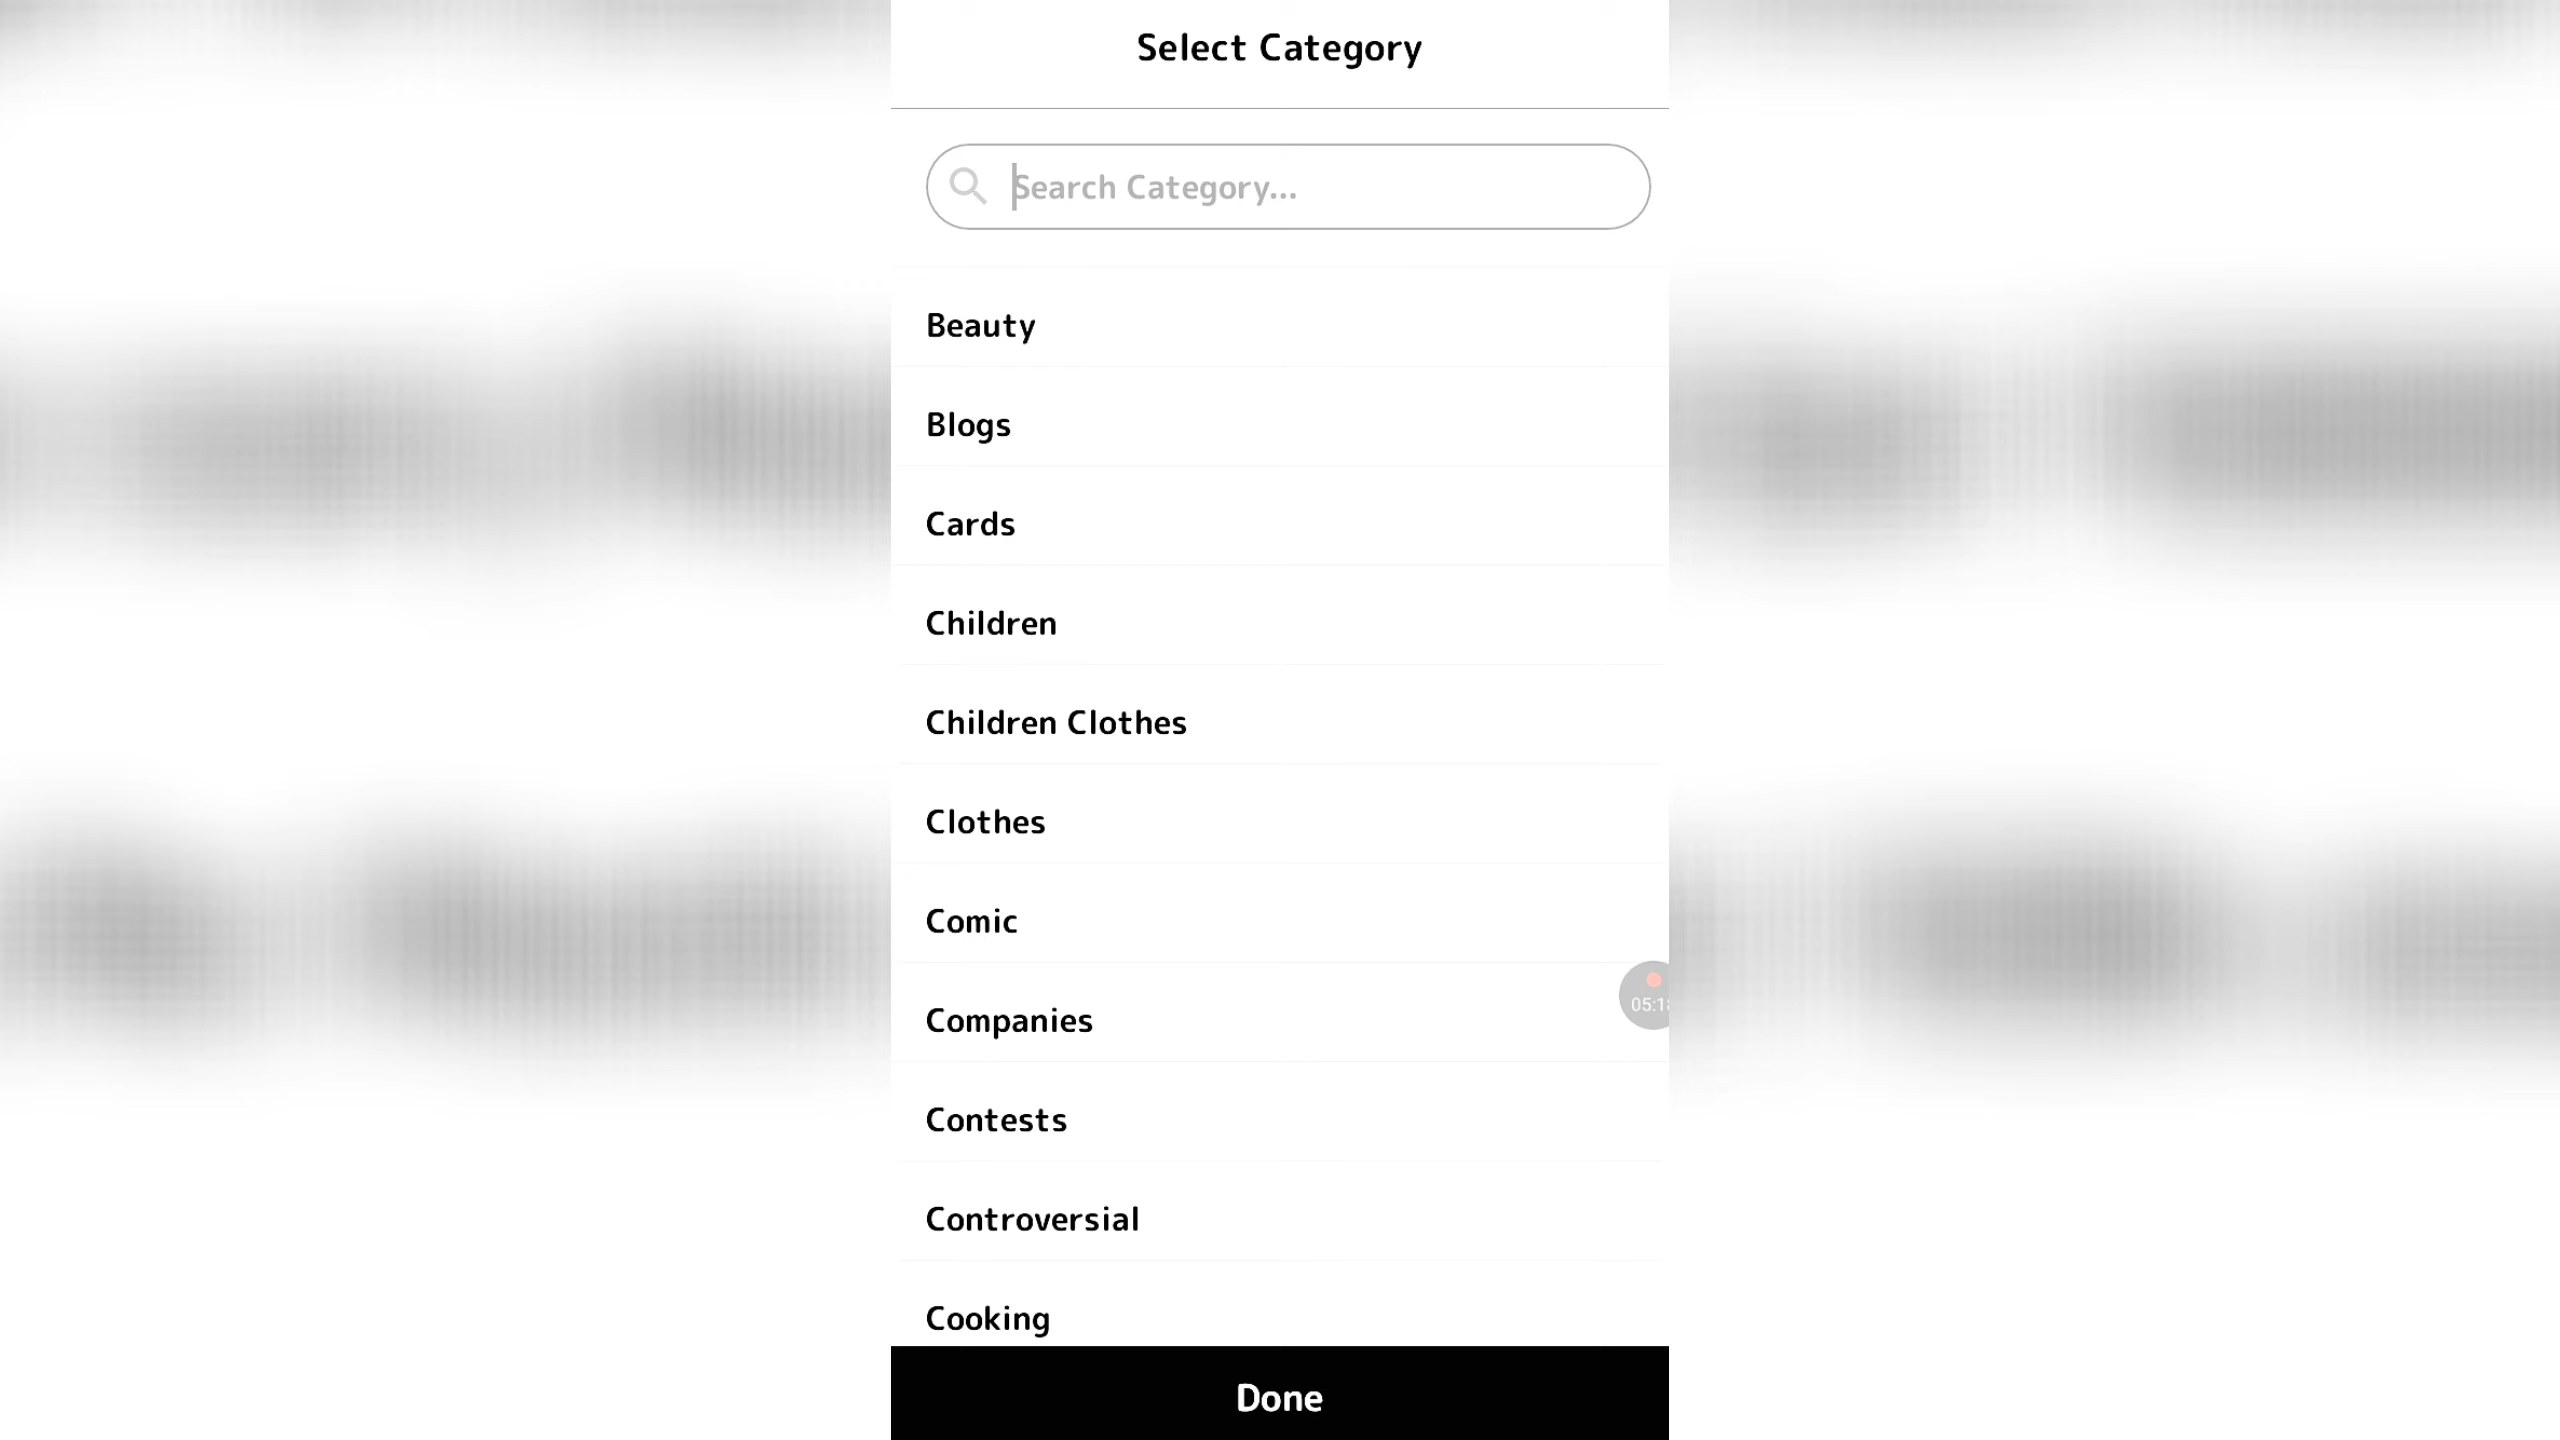 Select Category
Search Category...
Beauty
Blogs
Cards
Children
Children Clothes
Clothes
Comic
Companies
Contests
Controversial
Cooking
Done